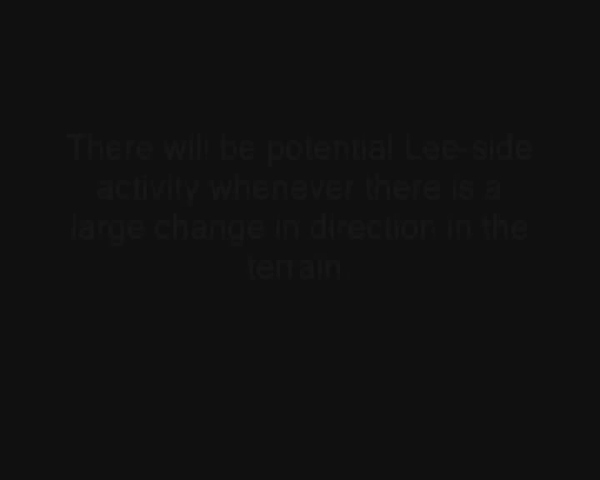 There will be potential Lee-side
activity whenever there is a
large change in direction in the
terrain